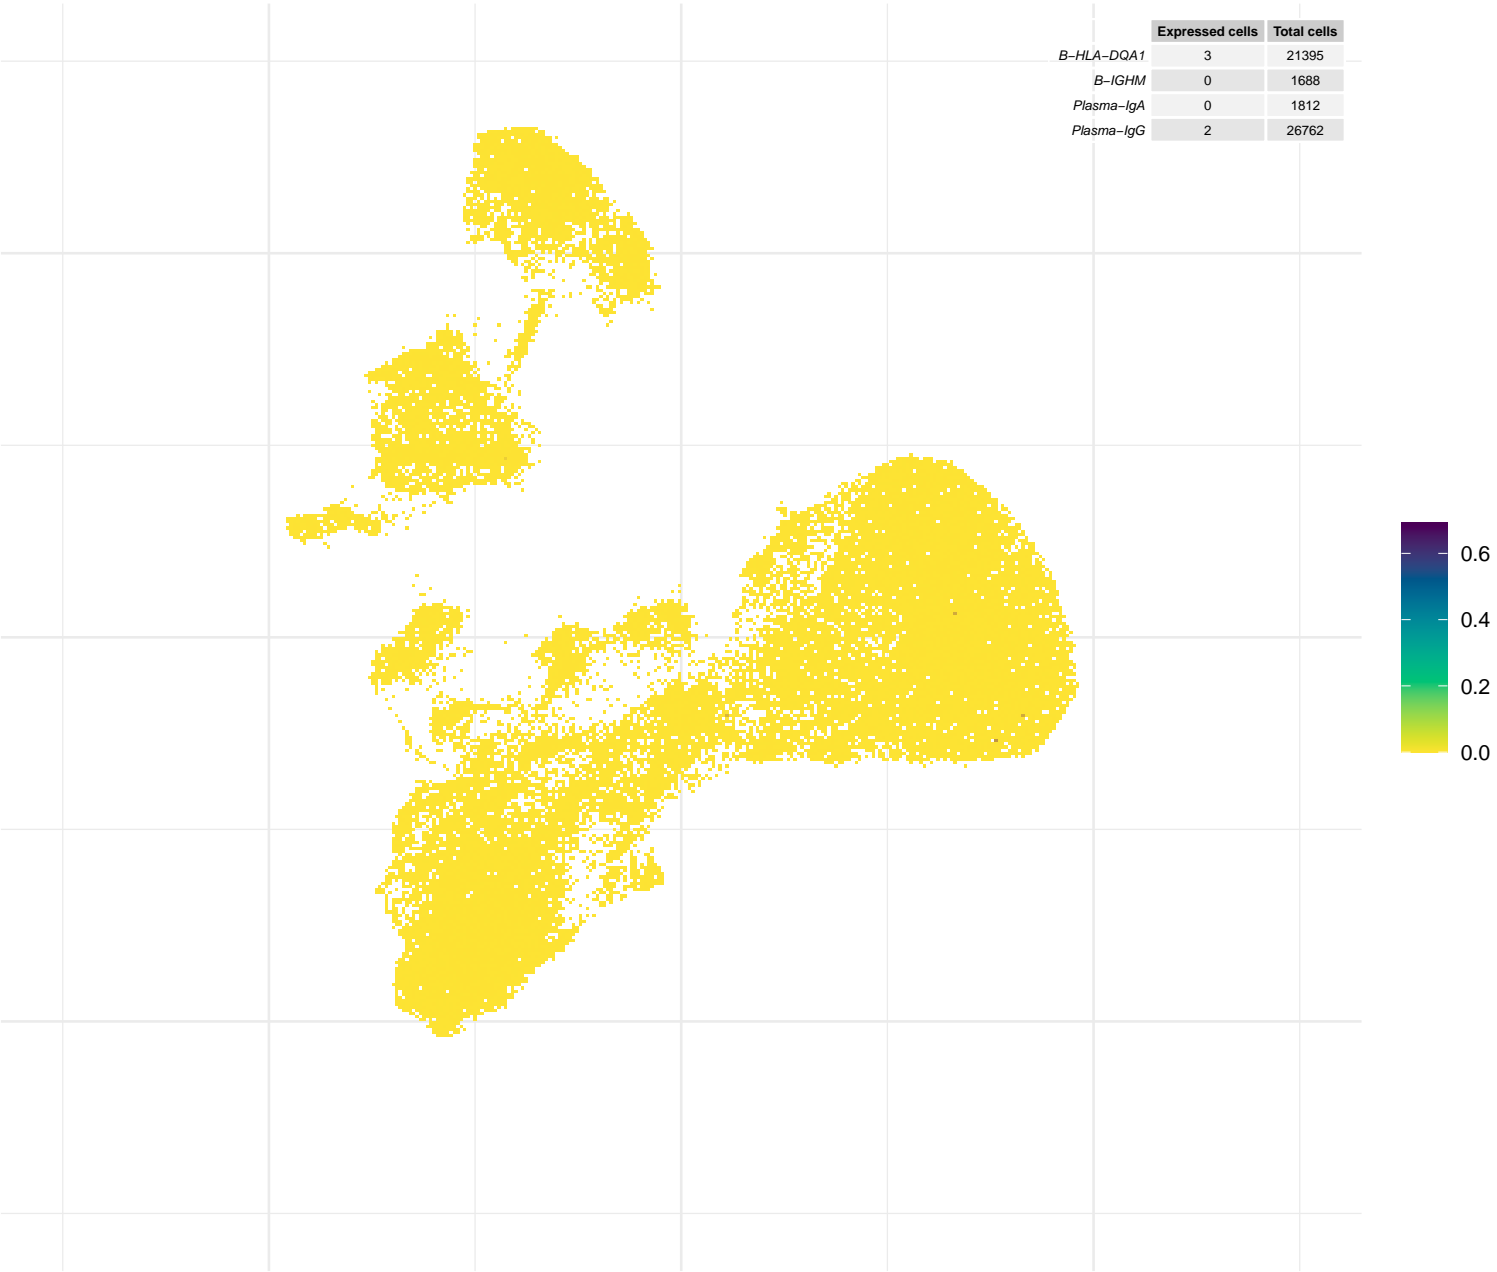 Expressed cells Total cells
B−HLA−DQA1 3 21395
B−IGHM 0 1688
Plasma−IgA 0 1812
Plasma−IgG 2 26762
0.6
0.4
0.2
0.0